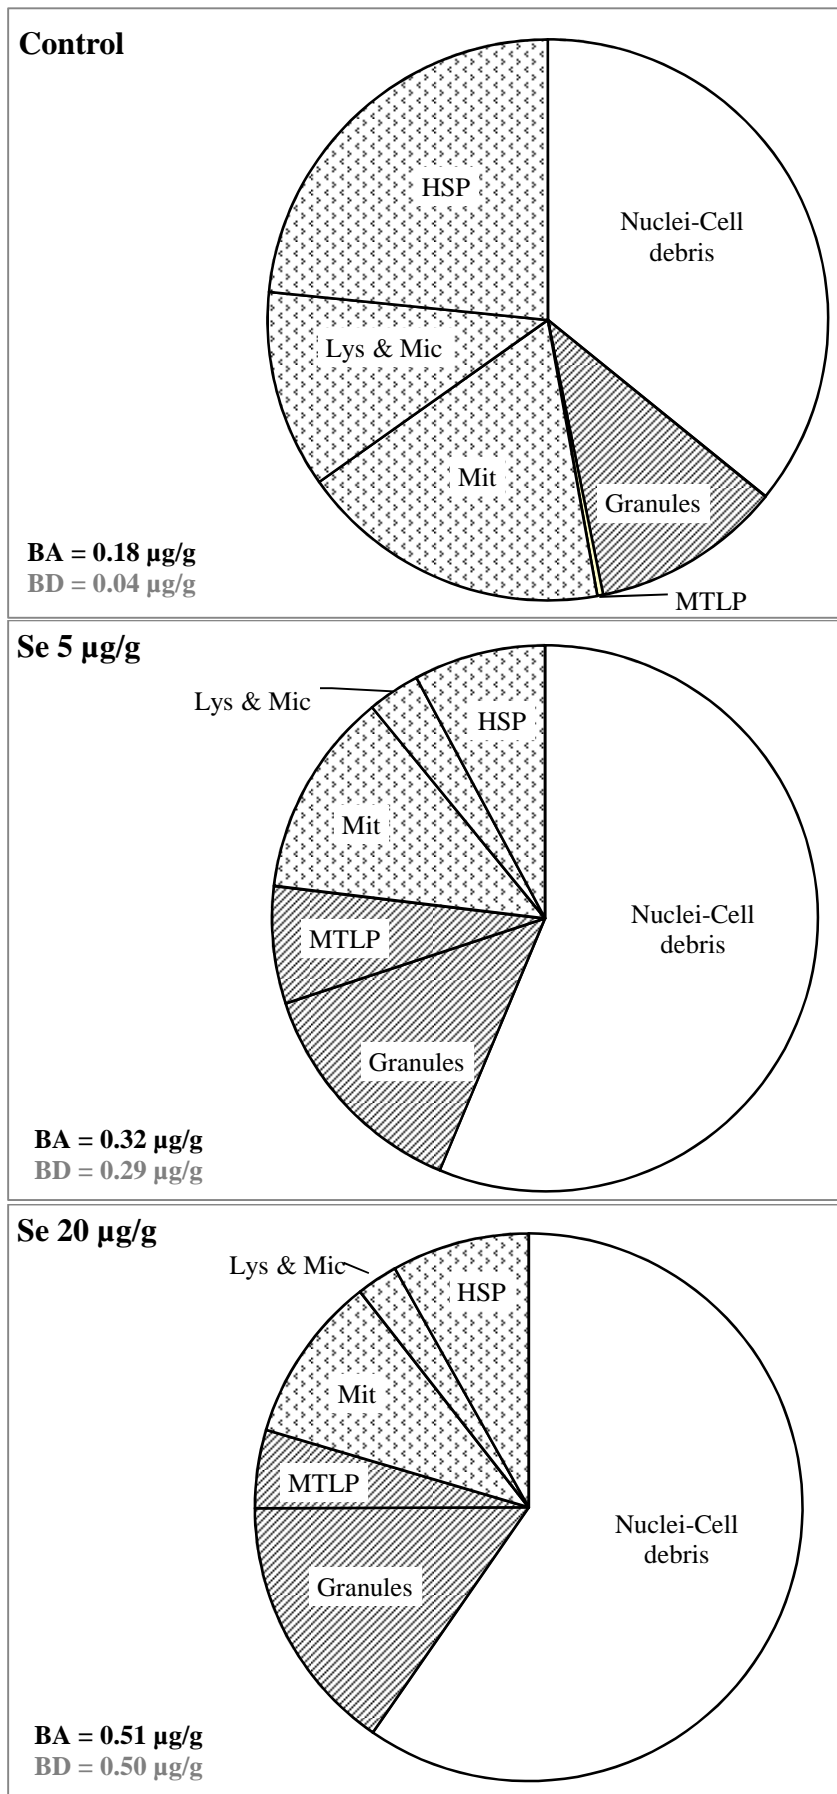 Control
HSP
Nuclei-Cell
debris
Lys & Mic
Mit
Granules
MTLP
BA = 0.18 µg/g
BD = 0.04 µg/g
Se 5 µg/g
Lys & Mic
HSP
Mit
Nuclei-Cell
debris
MTLP
Granules
BA = 0.32 µg/g
BD = 0.29 µg/g
Se 20 µg/g
Lys & Mic
HSP
Mit
MTLP
Nuclei-Cell
debris
Granules
BA = 0.51 µg/g
BD = 0.50 µg/g